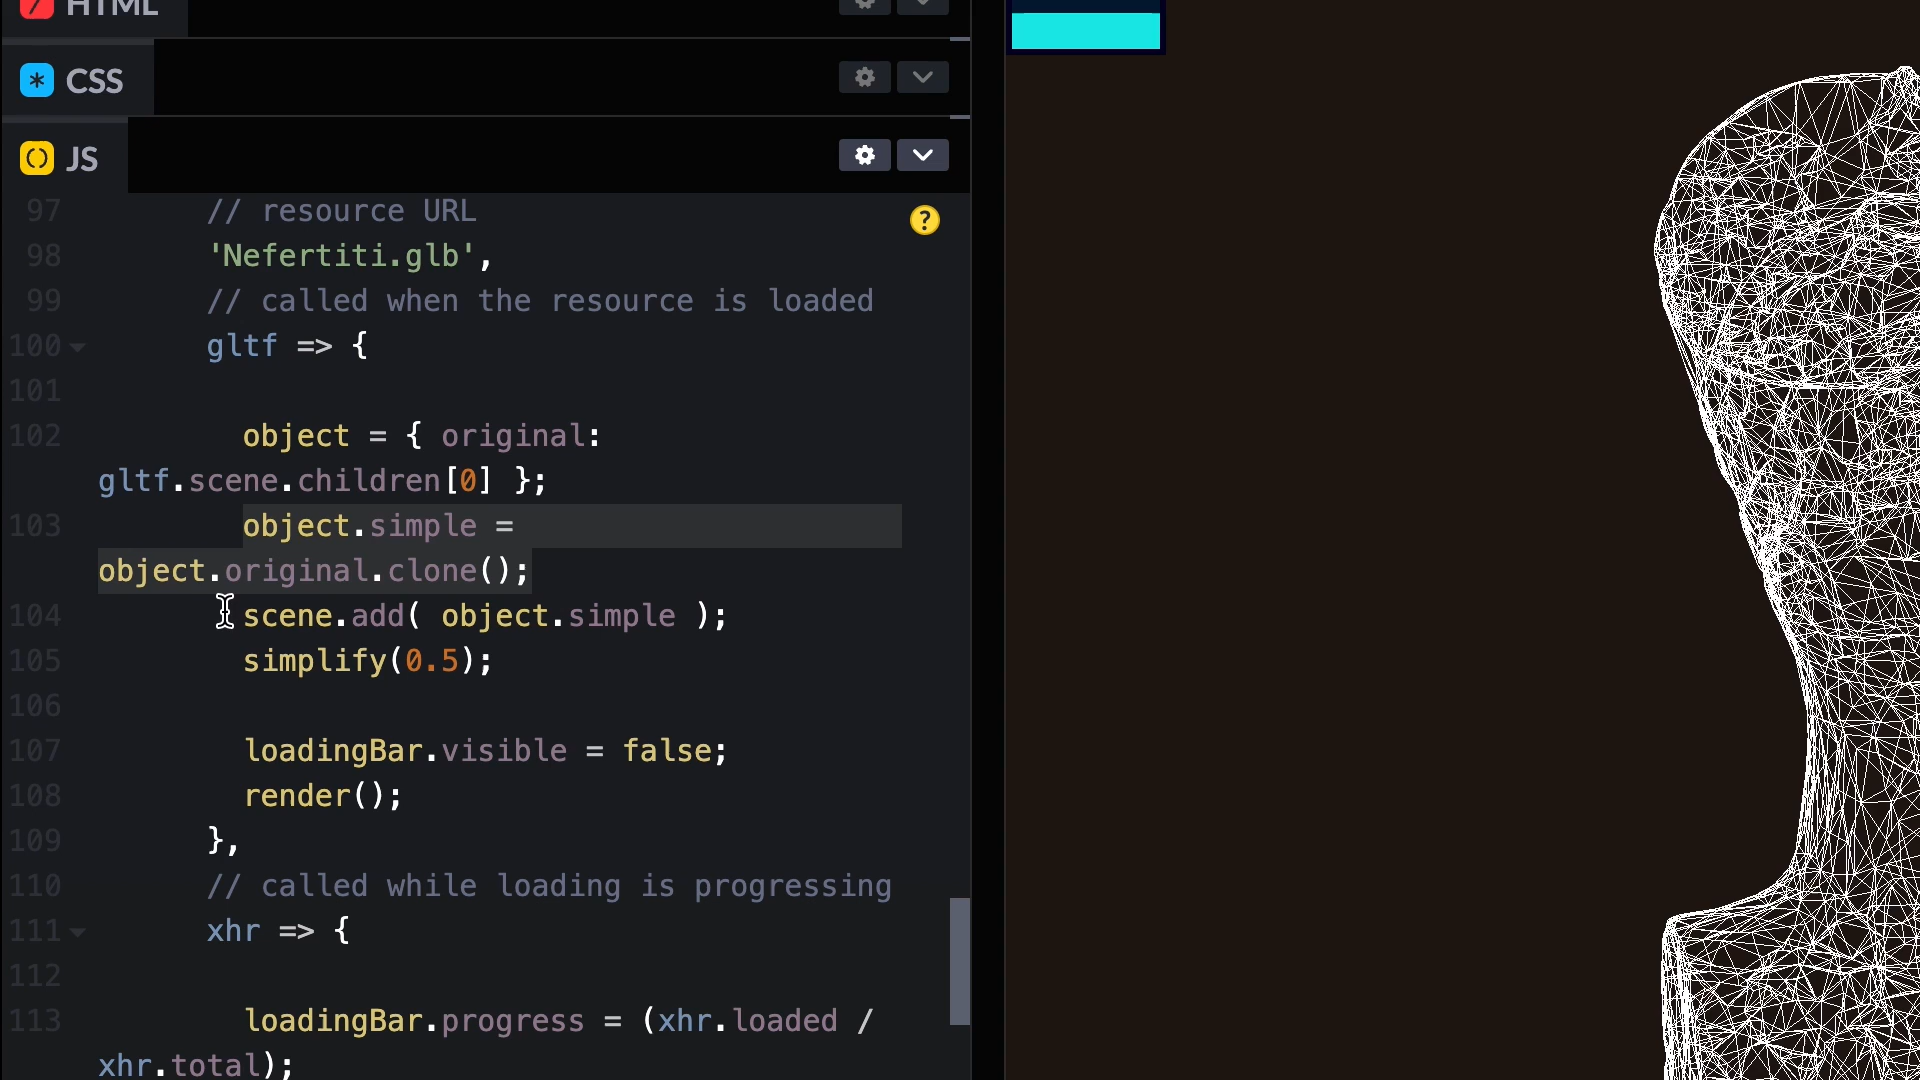 HTML
CSS
JS
97 // resource URL
98 'Nefertiti.glb',
99 // called when the resource is loaded
100 gltf => {
101
102 object = { original:
gltf.scene.children[0] };
103 object.simple =
object.original.clone();
104 scene.add( object.simple );
105 simplify(0.5);
106
107 loadingBar.visible = false;
108 render();
109 },
110 // called while loading is progressing
111 xhr => {
112
113 loadingBar.progress = (xhr.loaded /
xhr.total);